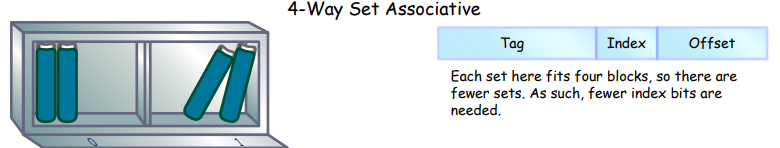 4-Way Set Associative
Tag Index Offset
Each set here fits four blocks, so there are
fewer sets. As such, fewer index bits are
needed.
0 1